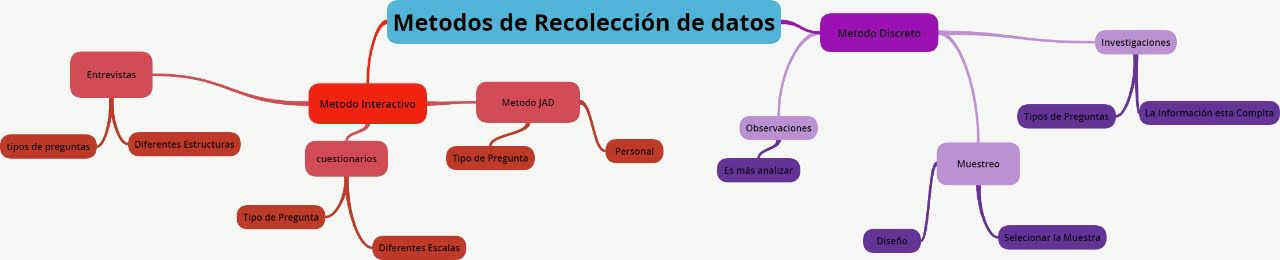 Metodos de Recolección de datos
Metodo Discreto
Investigaciones
Entrevistas
Metodo Interactivo
Metodo JAD
Tipos de Preguntas
La Información esta Complta
Observaciones
tipos de preguntas
Diferentes Estructuras
cuestionarios
Tipo de Pregunta
Personal
Es más analizar
Muestreo
Tipo de Pregunta
Diferentes Escalas
Diseño
Selecionar la Muestra